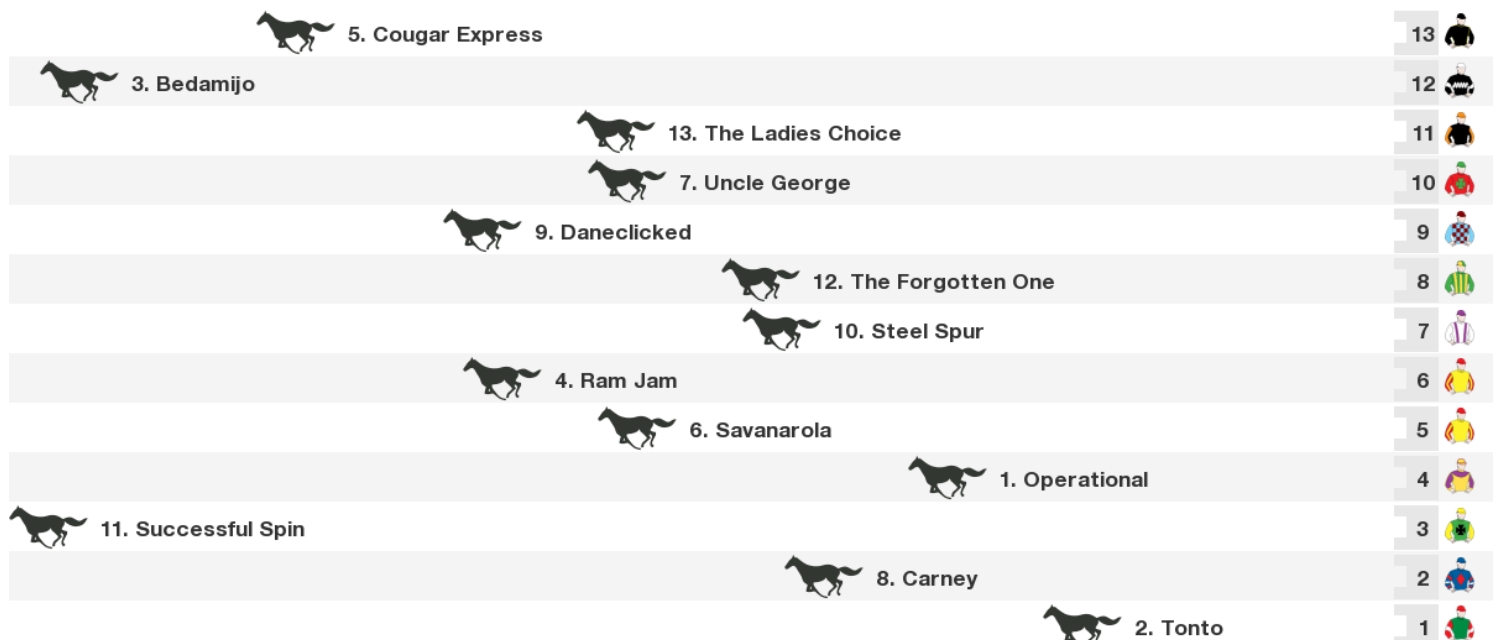 5. Cougar Express 13
3. Bedamijo 12
13. The Ladies Choice 11
7. Uncle George 10
9. Daneclicked 9
12. The Forgotten One 8
10. Steel Spur 7
4. Ram Jam 6
6. Savanarola 5
1. Operational 4
11. Successful Spin 3
8. Carney 2
2. Tonto 1